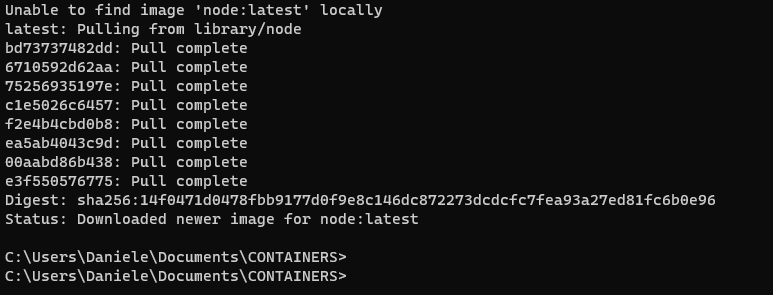 Unable to find image 'node:latest' locally
latest: Pulling from library/node
bd73737482dd: Pull complete
6710592d62aa: Pull complete
75256935197e: Pull complete
c1e5026c6457: Pull complete
f2e4b4cbd0b8: Pull complete
ea5ab4043c9d: Pull complete
00aabd86b438: Pull complete
e3f550576775: Pull complete
Digest: sha256:14f0471d0478fbb9177d0f9e8c146dc872273dcdcfc7fea93a27ed81fc6b0e96
Status: Downloaded newer image for node:latest
C:\Users\Daniele\Documents\CONTAINERS>
C:\Users\Daniele\Documents\CONTAINERS>